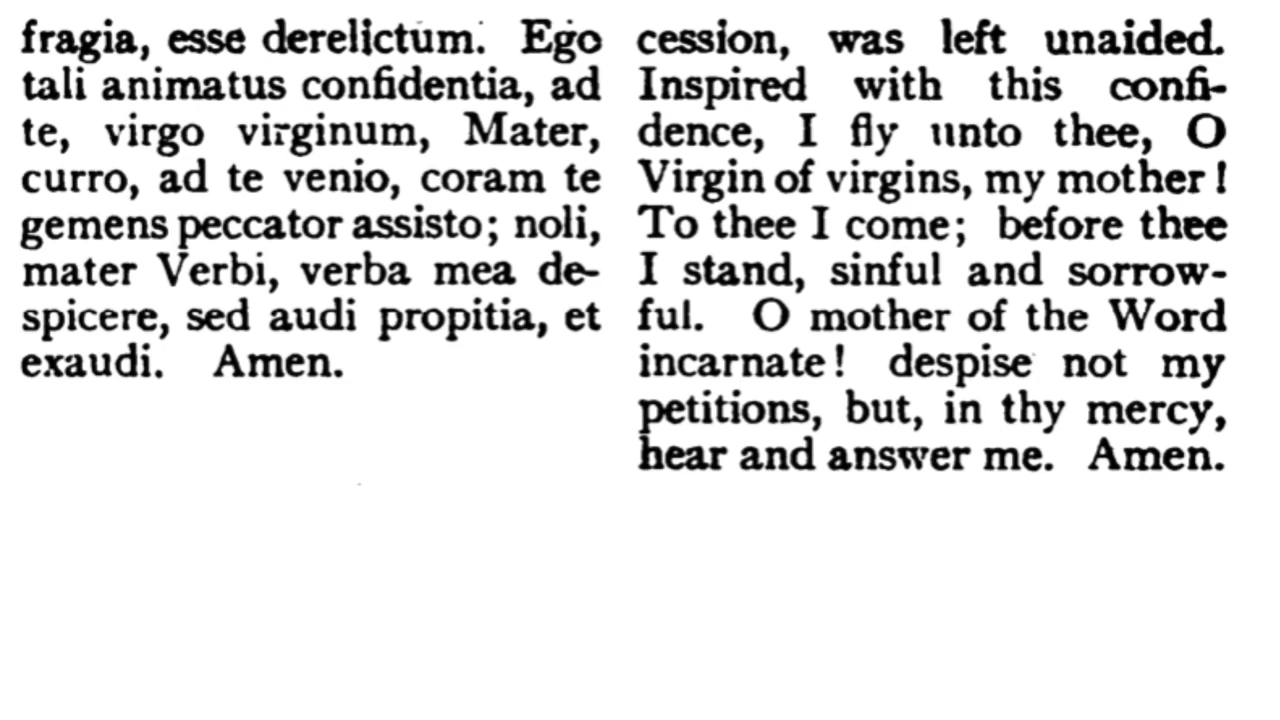 fragia, esse derelictum. Ego
tali animatus confidentia, ad
te, virgo virginum, Mater,
curro, ad te venio, coram te
gemens peccator assisto; noli,
mater Verbi, verba mea de-
spicere, sed audi propitia, et
exaudi. Amen.
cession, was left unaided.
Inspired with this confi-
dence, I fly unto thee, O
Virgin of virgins, my mother!
To thee I come; before thee
I stand, sinful and sorrow-
ful. O mother of the Word
incarnate! despise not my
petitions, but, in thy mercy,
hear and answer me. Amen.